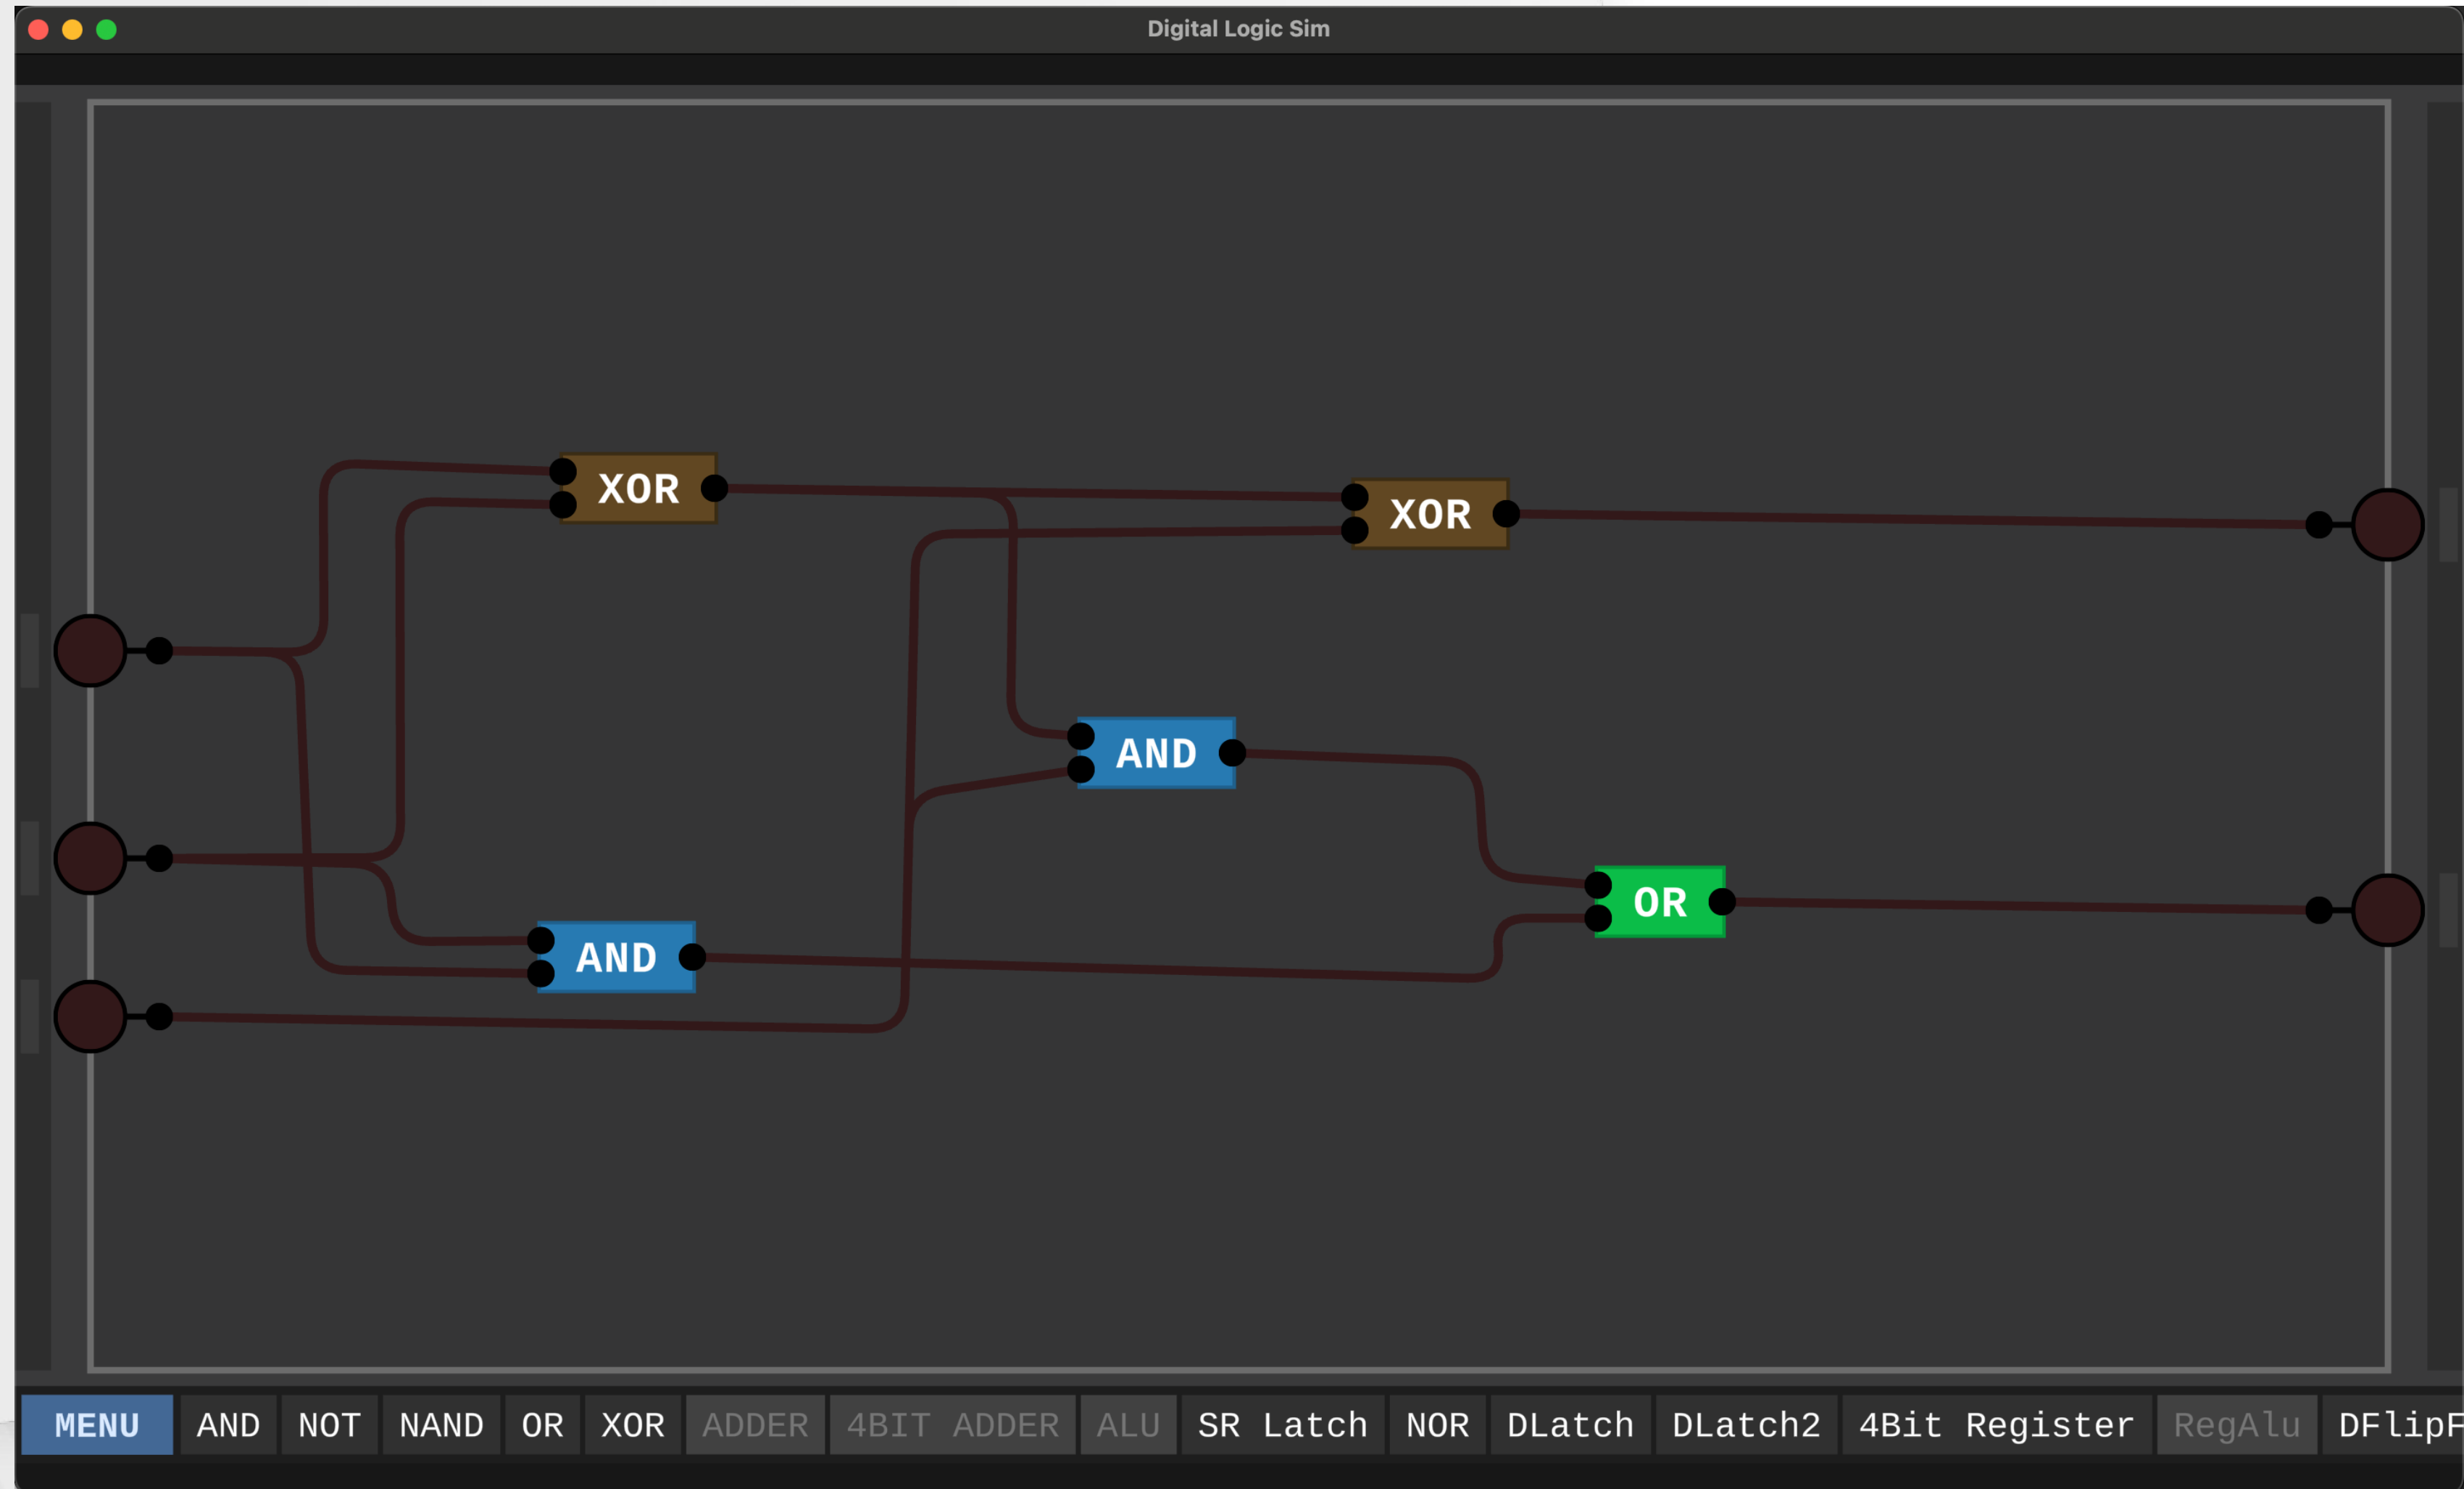 Digital Logic Sim
XOR
XOR
AND
OR
AND
MENU AND NOT NAND OR XOR ADDER 4BIT ADDER ALU SR Latch NOR DLatch DLatch2 4Bit Register RegAlu DFlipF